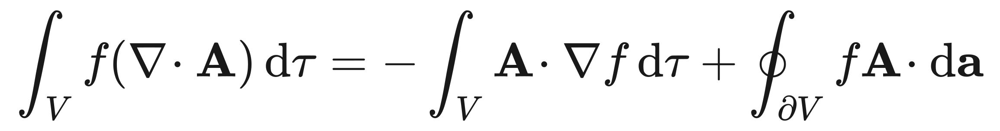 ∫_V f(∇· 𝐀) dτ = −∫_V 𝐀· ∇f dτ + ∮_∂V f𝐀· d𝐚